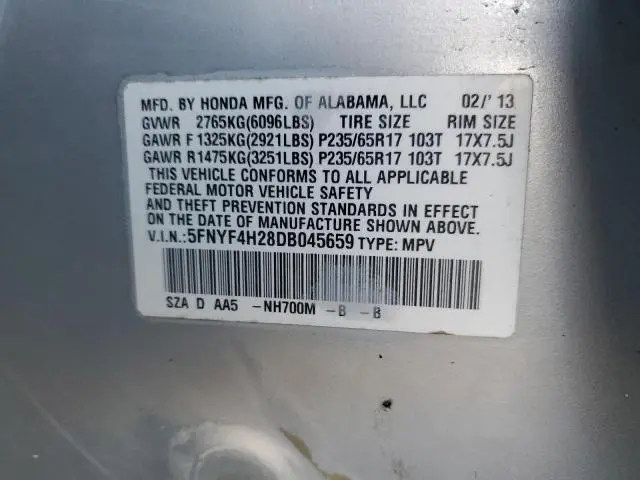 MFD. BY HONDA MFG. OF ALABAMA, LLC 02/'13
GVWR 2765KG(6096LBS) TIRE SIZE RIM SIZE
GAWR F 1325KG(2921LBS) P235/65R17 103T 17X7.5J
GAWR R 1475KG(3251LBS) P235/65R17 103T 17X7.5J
THIS VEHICLE CONFORMS TO ALL APPLICABLE
FEDERAL MOTOR VEHICLE SAFETY
AND THEFT PREVENTION STANDARDS IN EFFECT
ON THE DATE OF MANUFACTURE SHOWN ABOVE.
V.I.N.:5FNYF4H28DB045659 TYPE: MPV
SZA D AA5 -NH700M -B -B